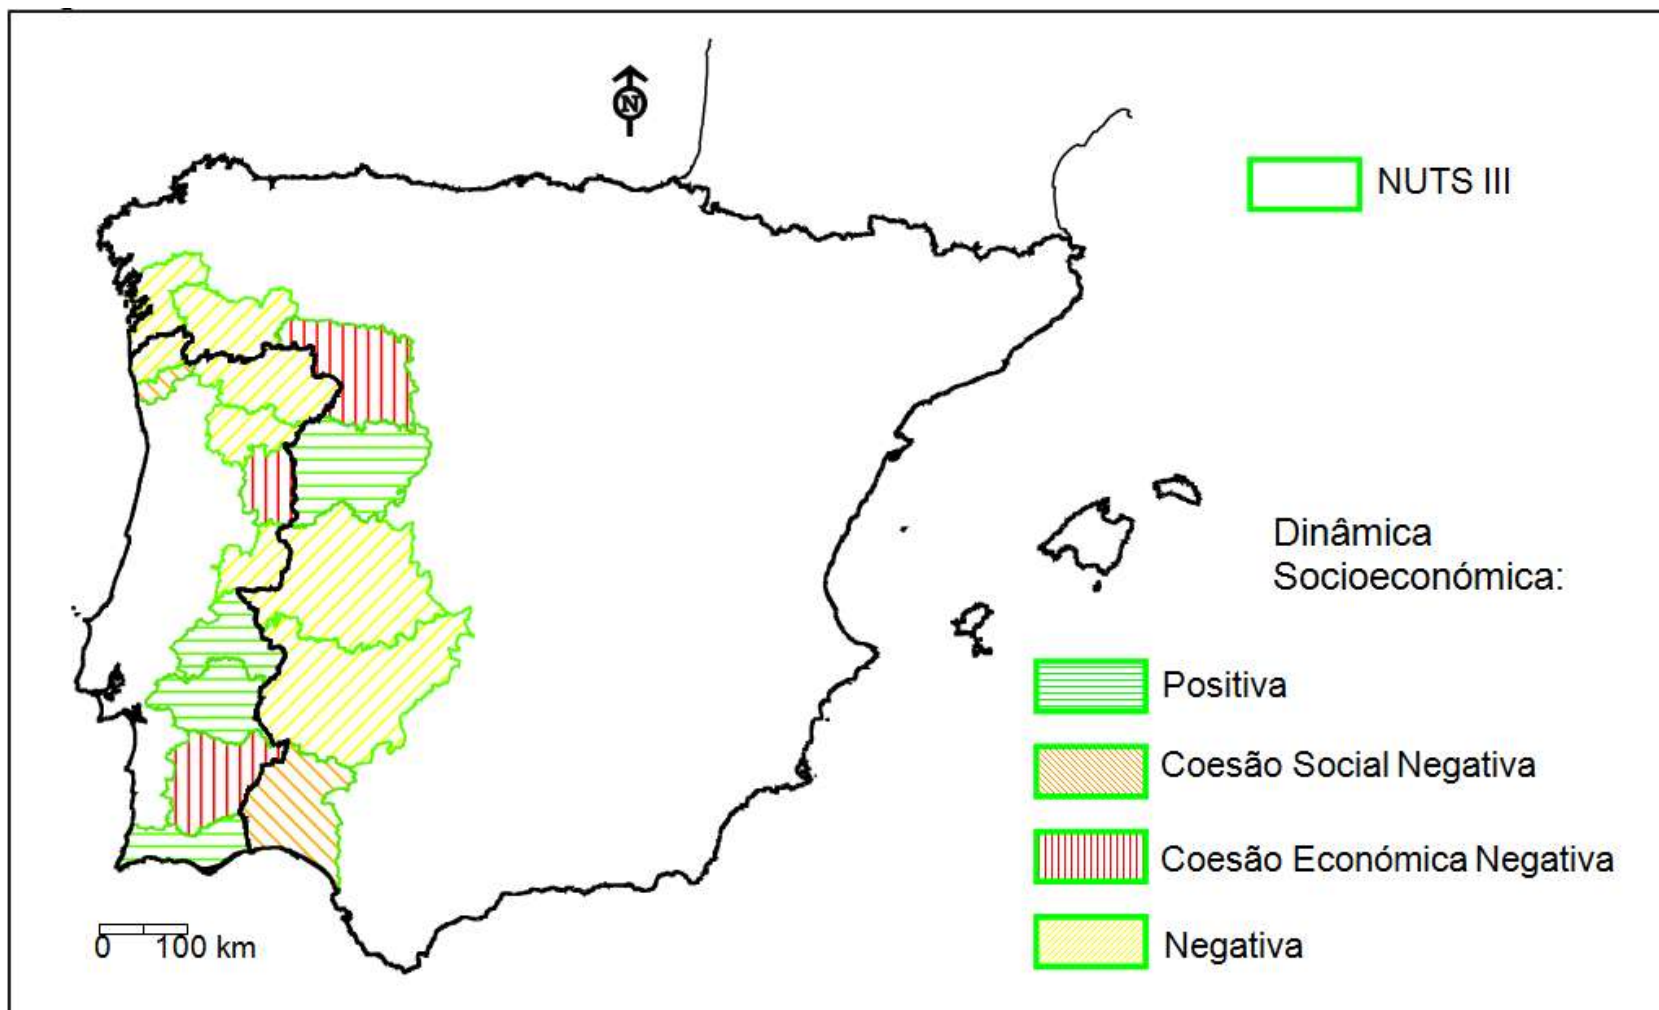 N
NUTS III
Dinâmica
Socioeconómica:
Positiva
Coesão Social Negativa
Coesão Económica Negativa
Negativa
0 100 km